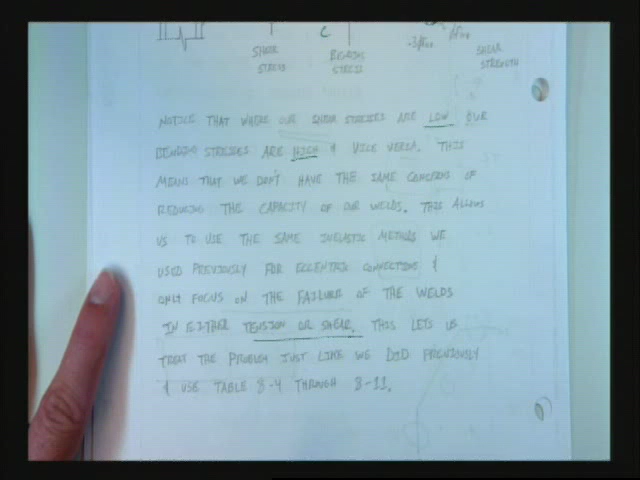 C
SHEAR
STRESS
BENDING
STRESS
SHEAR
STRENGTH
NOTICE THAT WHERE OUR SHEAR STRESSES ARE LOW OUR
BENDING STRESSES ARE HIGH & VICE VERSA. THIS
MEANS THAT WE DON'T HAVE THE SAME CONCERNS OF
REDUCING THE CAPACITY OF OUR WELDS. THIS ALLOWS
US TO USE THE SAME INELASTIC METHODS WE
USED PREVIOUSLY FOR ECCENTRIC CONNECTIONS &
ONLY FOCUS ON THE FAILURE OF THE WELDS
IN EITHER TENSION OR SHEAR. THIS LETS US
TREAT THE PROBLEM JUST LIKE WE DID PREVIOUSLY
& USE TABLE 8-4 THROUGH 8-11.